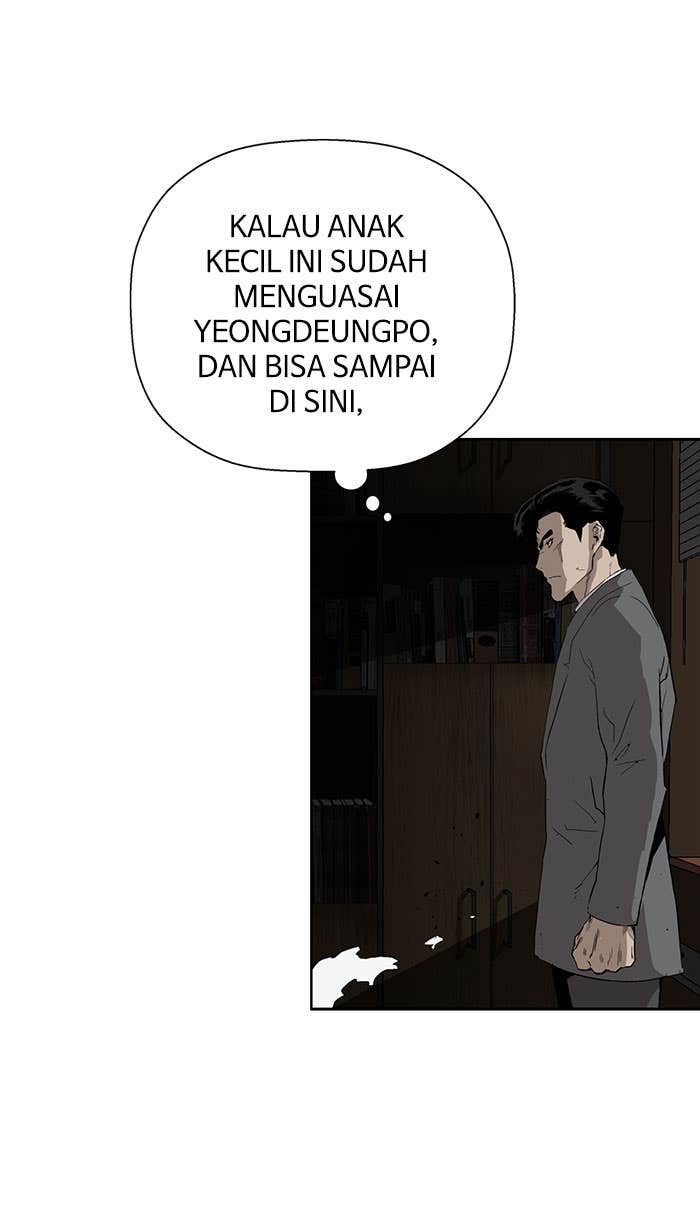 KALAU ANAK
KECIL INI SUDAH
MENGUASAI
YEONGDEUNGPO,
DAN BISA SAMPAI
DI SINI,